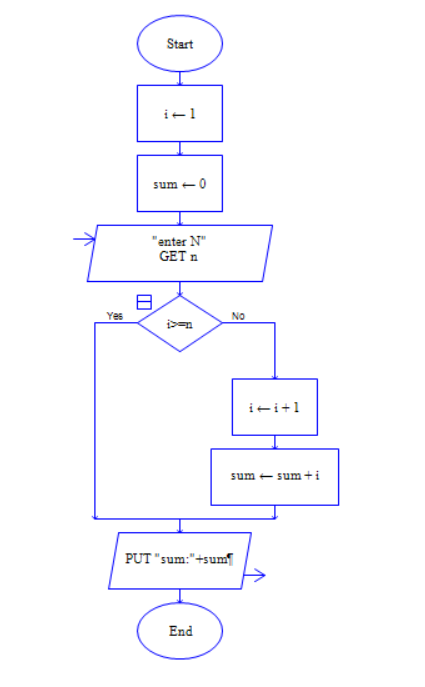 Start
i ← 1
sum ← 0
"enter N"
GET n
Yes
i>=n
No
i ← i + 1
sum ← sum + i
PUT "sum:"+sum¶
End